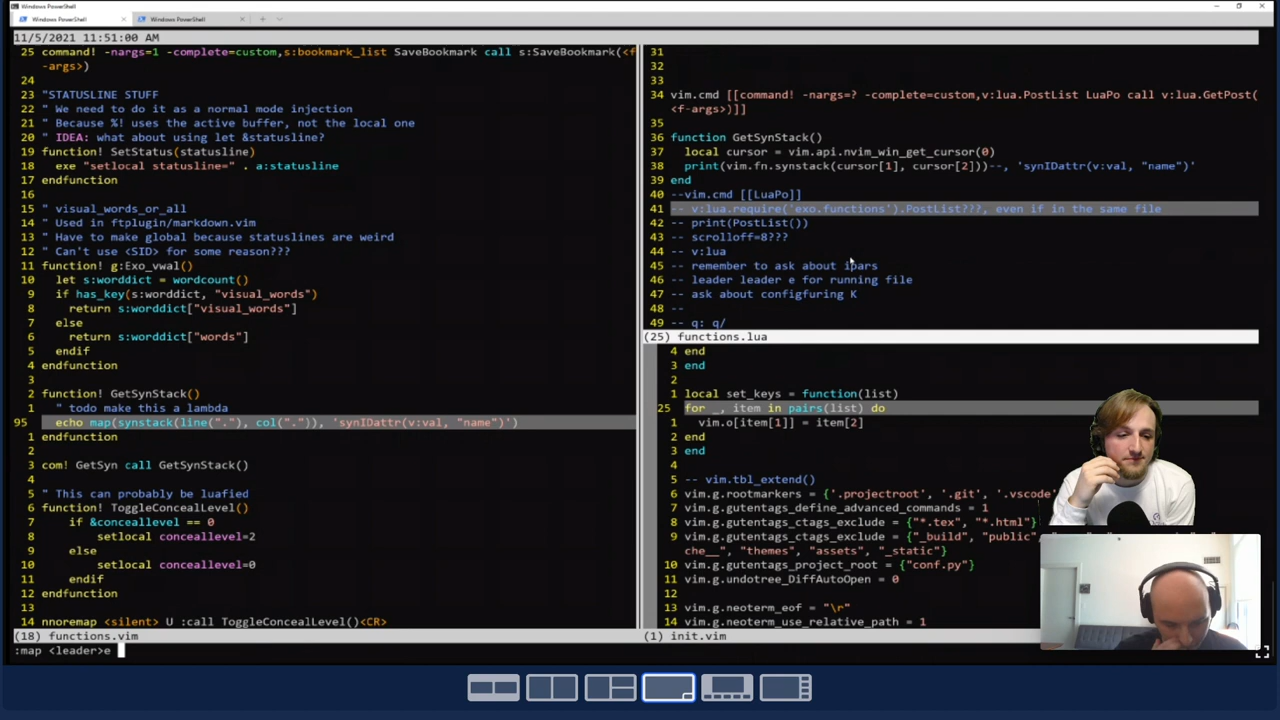 Windows PowerShell
Windows PowerShell
Windows PowerShell
11/5/2021 11:51:00 AM
25 command! -nargs=1 -complete=custom,s:bookmark_list SaveBookmark call s:SaveBookmark(<f
-args>)
24
23 "STATUSLINE STUFF
22 " We need to do it as a normal mode injection
21 " Because %! uses the active buffer, not the local one
20 " IDEA: what about using let &statusline?
19 function! SetStatus(statusline)
18 exe "setlocal statusline=" . a:statusline
17 endfunction
16
15 " visual_words_or_all
14 " Used in ftplugin/markdown.vim
13 " Have to make global because statuslines are weird
12 " Can't use <SID> for some reason???
11 function! g:Exo_vwal()
10 let s:worddict = wordcount()
9 if has_key(s:worddict, "visual_words")
8 return s:worddict["visual_words"]
7 else
6 return s:worddict["words"]
5 endif
4 endfunction
3
2 function! GetSynStack()
1 " todo make this a lambda
95 echo map(synstack(line("."), col(".")), 'synIDattr(v:val, "name")')
1 endfunction
2
3 com! GetSyn call GetSynStack()
4
5 " This can probably be luafied
6 function! ToggleConcealLevel()
7 if &conceallevel == 0
8 setlocal conceallevel=2
9 else
10 setlocal conceallevel=0
11 endif
12 endfunction
13
14 nnoremap <silent> U :call ToggleConcealLevel()<CR>
(18) functions.vim
:map <leader>e
31
32
33
34 vim.cmd [[command! -nargs=? -complete=custom,v:lua.PostList LuaPo call v:lua.GetPost(
<f-args>)]]
35
36 function GetSynStack()
37 local cursor = vim.api.nvim_win_get_cursor(0)
38 print(vim.fn.synstack(cursor[1], cursor[2]))--, 'synIDattr(v:val, "name")'
39 end
40 --vim.cmd [[LuaPo]]
41 -- v:lua.require('exo.functions').PostList???, even if in the same file
42 -- print(PostList())
43 -- scrolloff=8???
44 -- v:lua
45 -- remember to ask about ipars
46 -- leader leader e for running file
47 -- ask about configfuring K
48 --
49 -- q: q/
(25) functions.lua
4 end
3 end
2
1 local set_keys = function(list)
25 for _, item in pairs(list) do
1 vim.o[item[1]] = item[2]
2 end
3 end
4
5 -- vim.tbl_extend()
6 vim.g.rootmarkers = {'.projectroot', '.git', '.vscode'
7 vim.g.gutentags_define_advanced_commands = 1
8 vim.g.gutentags_ctags_exclude = {"*.tex", "*.html"}
9 vim.g.gutentags_ctags_exclude = {"_build", "public",
che__", "themes", "assets", "_static"}
10 vim.g.gutentags_project_root = {"conf.py"}
11 vim.g.undotree_DiffAutoOpen = 0
12
13 vim.g.neoterm_eof = "\r"
14 vim.g.neoterm_use_relative_path = 1
(1) init.vim